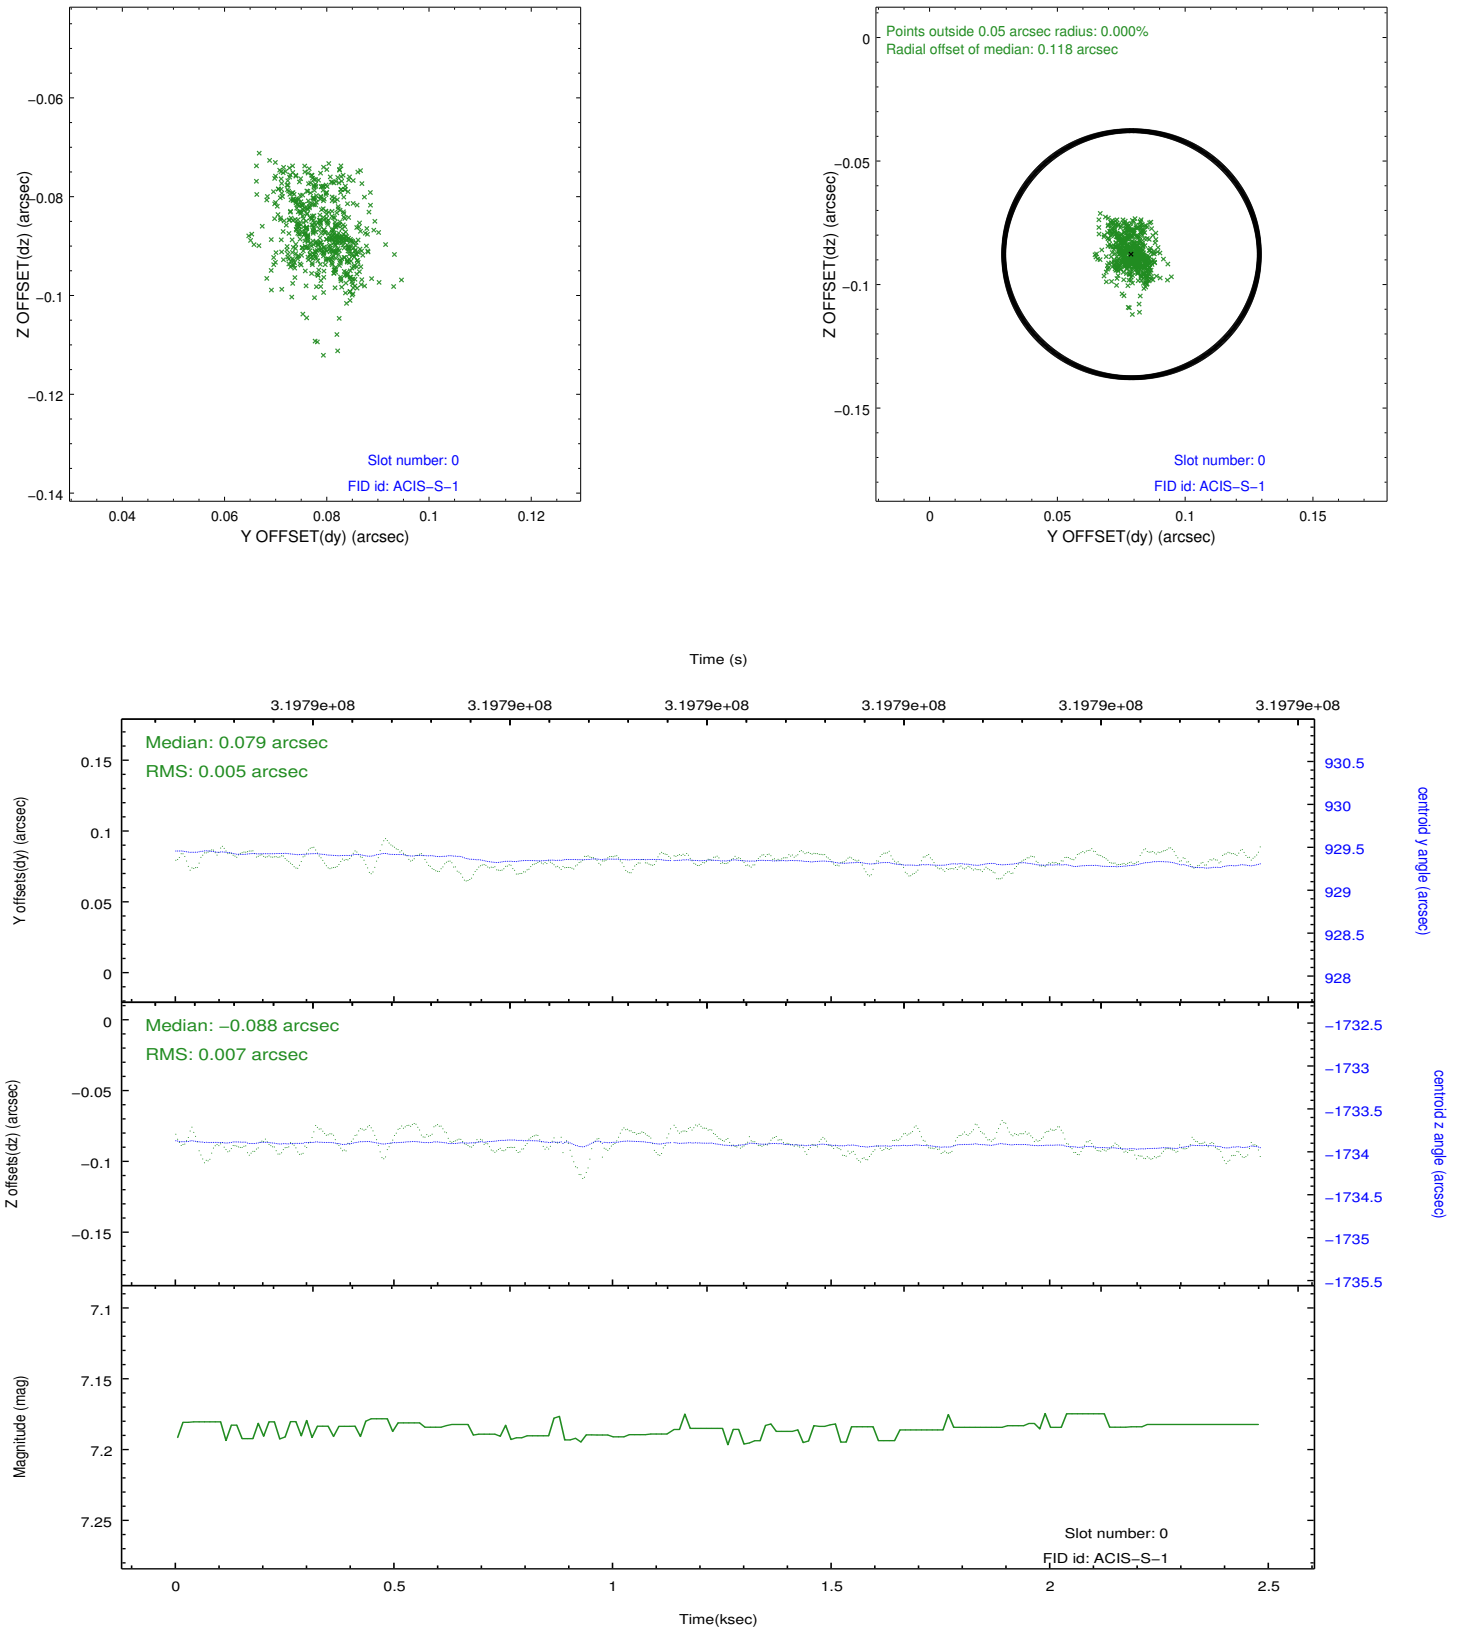 −0.06
−0.08
−0.1
−0.12
−0.14
Z OFFSET(dz) (arcsec)
Slot number: 0
FID id: ACIS−S−1
0.04 0.06 0.08 0.1 0.12
Y OFFSET(dy) (arcsec)
Points outside 0.05 arcsec radius: 0.000%
Radial offset of median: 0.118 arcsec
0
−0.05
−0.1
−0.15
Z OFFSET(dz) (arcsec)
Slot number: 0
FID id: ACIS−S−1
0 0.05 0.1 0.15
Y OFFSET(dy) (arcsec)
Time (s)
3.1979e+08 3.1979e+08 3.1979e+08 3.1979e+08 3.1979e+08 3.1979e+08
Median: 0.079 arcsec
RMS: 0.005 arcsec
0.15
0.1
0.05
0
Y offsets(dy) (arcsec)
930.5
930
929.5
929
928.5
928
centroid y angle (arcsec)
Median: −0.088 arcsec
RMS: 0.007 arcsec
0
−0.05
−0.1
−0.15
Z offsets(dz) (arcsec)
−1732.5
−1733
−1733.5
−1734
−1734.5
−1735
−1735.5
centroid z angle (arcsec)
7.1
7.15
7.2
7.25
Magnitude (mag)
Slot number: 0
FID id: ACIS−S−1
0 0.5 1 1.5 2 2.5
Time(ksec)